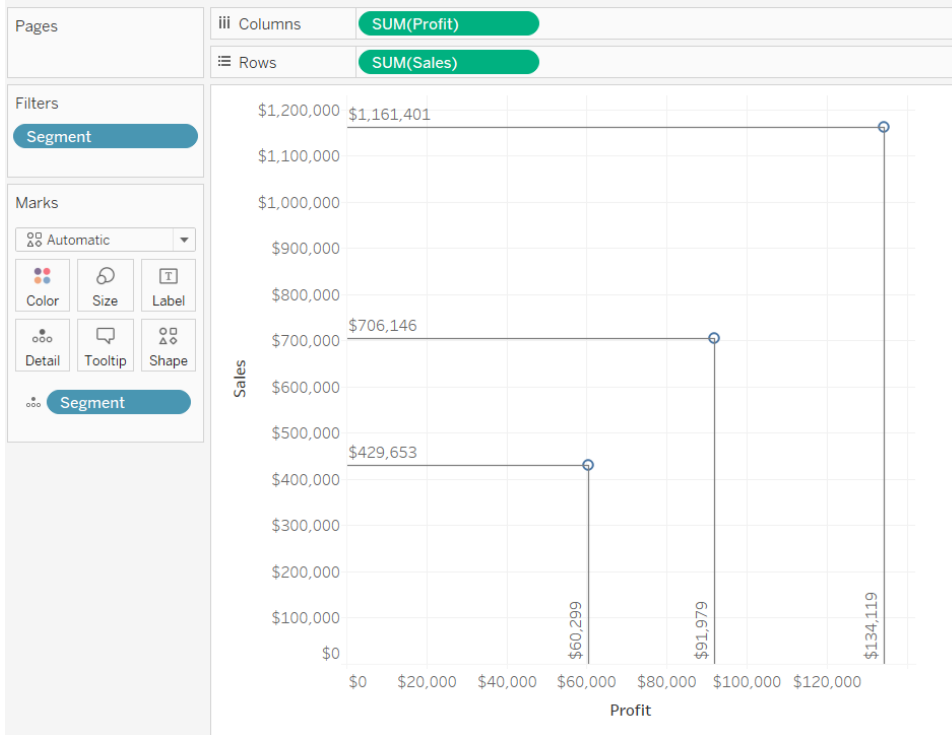 Pages
Columns
SUM(Profit)
Rows
SUM(Sales)
Filters
Segment
Marks
Automatic
Color
Size
T
Label
Detail
Tooltip
Shape
Segment
Sales
$1,200,000
$1,100,000
$1,000,000
$900,000
$800,000
$700,000
$600,000
$500,000
$400,000
$300,000
$200,000
$100,000
$0
$1,161,401
$706,146
$429,653
$60,299
$91,979
$134,119
$0
$20,000
$40,000
$60,000
$80,000
$100,000
$120,000
Profit